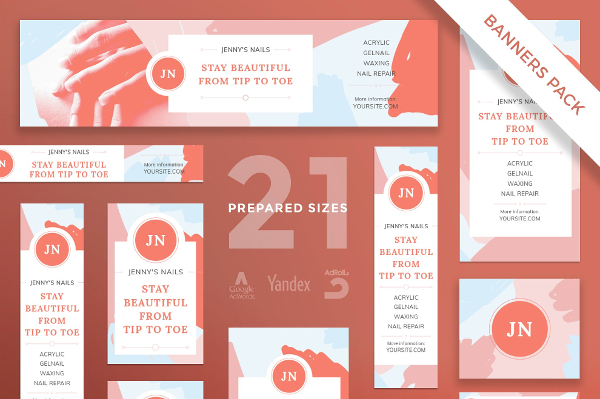 JENNY'S NAILS
JN
STAY BEAUTIFUL
FROM TIP TO TOE
ACRYLIC
GELNAIL
WAXING
NAIL REPAIR
More information:
YOURSITE.COM
BANNERS PACK
JENNY'S NAILS
STAY BEAUTIFUL
FROM
TIP TO TOE
ACRYLIC
GELNAIL
WAXING
NAIL REPAIR
More information:
YOURSITE.COM
JN
JENNY'S NAILS
STAY BEAUTIFUL
FROM TIP TO TOE
More information:
YOURSITE.COM
21
PREPARED SIZES
Google
AdWords
Yandex
AdRoll
JN
JENNY'S NAILS
STAY
BEAUTIFUL
FROM
TIP TO TOE
ACRYLIC
GELNAIL
WAXING
NAIL REPAIR
JN
JENNY'S NAILS
STAY
BEAUTIFUL
FROM
TIP TO TOE
JN
JENNY'S NAILS
STAY
BEAUTIFUL
FROM
TIP TO TOE
ACRYLIC
GELNAIL
WAXING
NAIL REPAIR
More information:
YOURSITE.COM
JN
JN